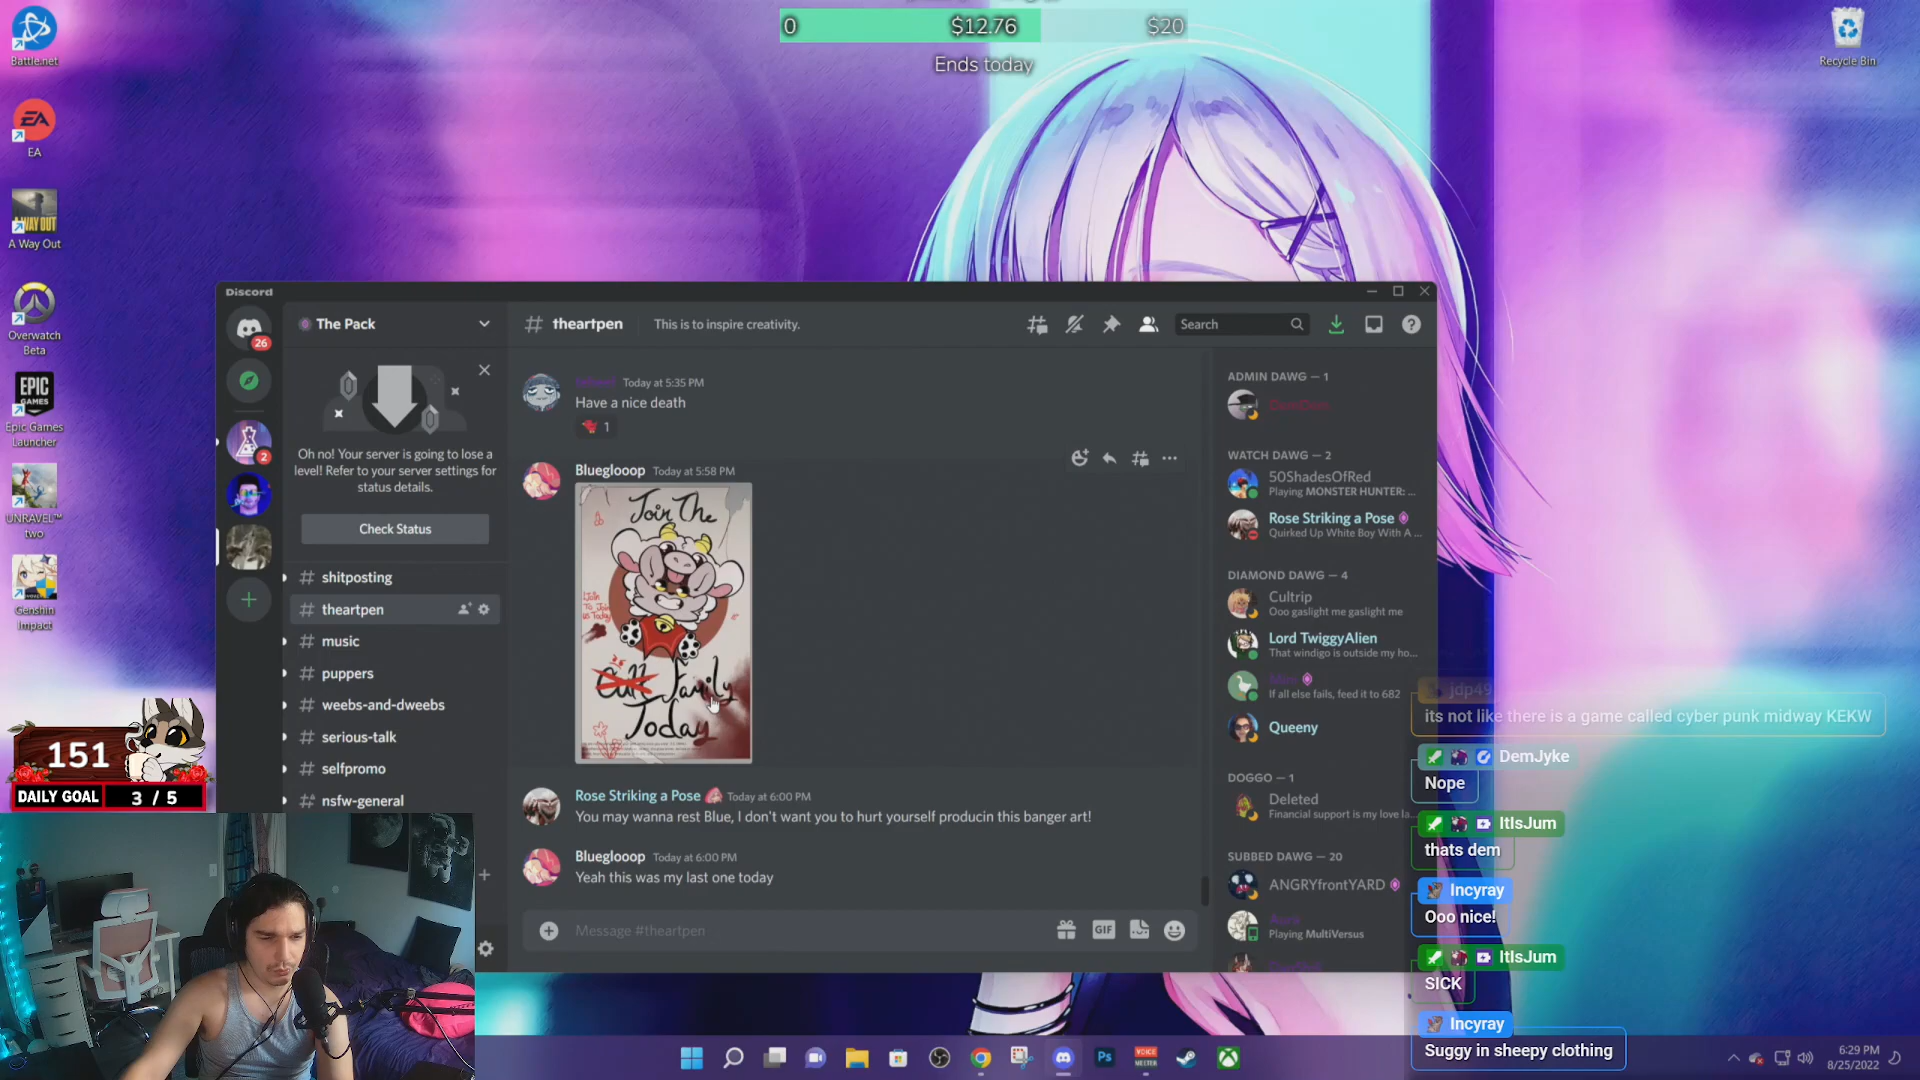 0 $12.76 $20
Ends today
Battle.net
EA
A Way Out
Overwatch
Beta
Epic Games
Launcher
UNRAVEL™
two
Genshin
Impact
Recycle Bin
Discord
The Pack
26
2
Oh no! Your server is going to lose a
level! Refer to your server settings for
status details.
Check Status
shitposting
theartpen
music
puppers
weebs-and-dweebs
serious-talk
selfpromo
nsfw-general
# theartpen This is to inspire creativity.
Search
Today at 5:35 PM
Have a nice death
1
Blueglooop Today at 5:58 PM
Join The
Cult Family
Today
Rose Striking a Pose Today at 6:00 PM
You may wanna rest Blue, I don't want you to hurt yourself producin this banger art!
Blueglooop Today at 6:00 PM
Yeah this was my last one today
Message #theartpen
GIF
ADMIN DAWG — 1
WATCH DAWG — 2
50ShadesOfRed
Playing MONSTER HUNTER: ...
Rose Striking a Pose
Quirked Up White Boy With A ...
DIAMOND DAWG — 4
Cultrip
Ooo gaslight me gaslight me
Lord TwiggyAlien
That windigo is outside my ho...
If all else fails, feed it to 682
Queeny
DOGGO — 1
Deleted
Financial support is my love la...
SUBBED DAWG — 20
ANGRYfrontYARD
Playing MultiVersus
151
DAILY GOAL 3 / 5
jdp49
its not like there is a game called cyber punk midway KEKW
DemJyke
Nope
ItIsJum
thats dem
Incyray
Ooo nice!
ItIsJum
SICK
Incyray
Suggy in sheepy clothing
6:29 PM
8/25/2022